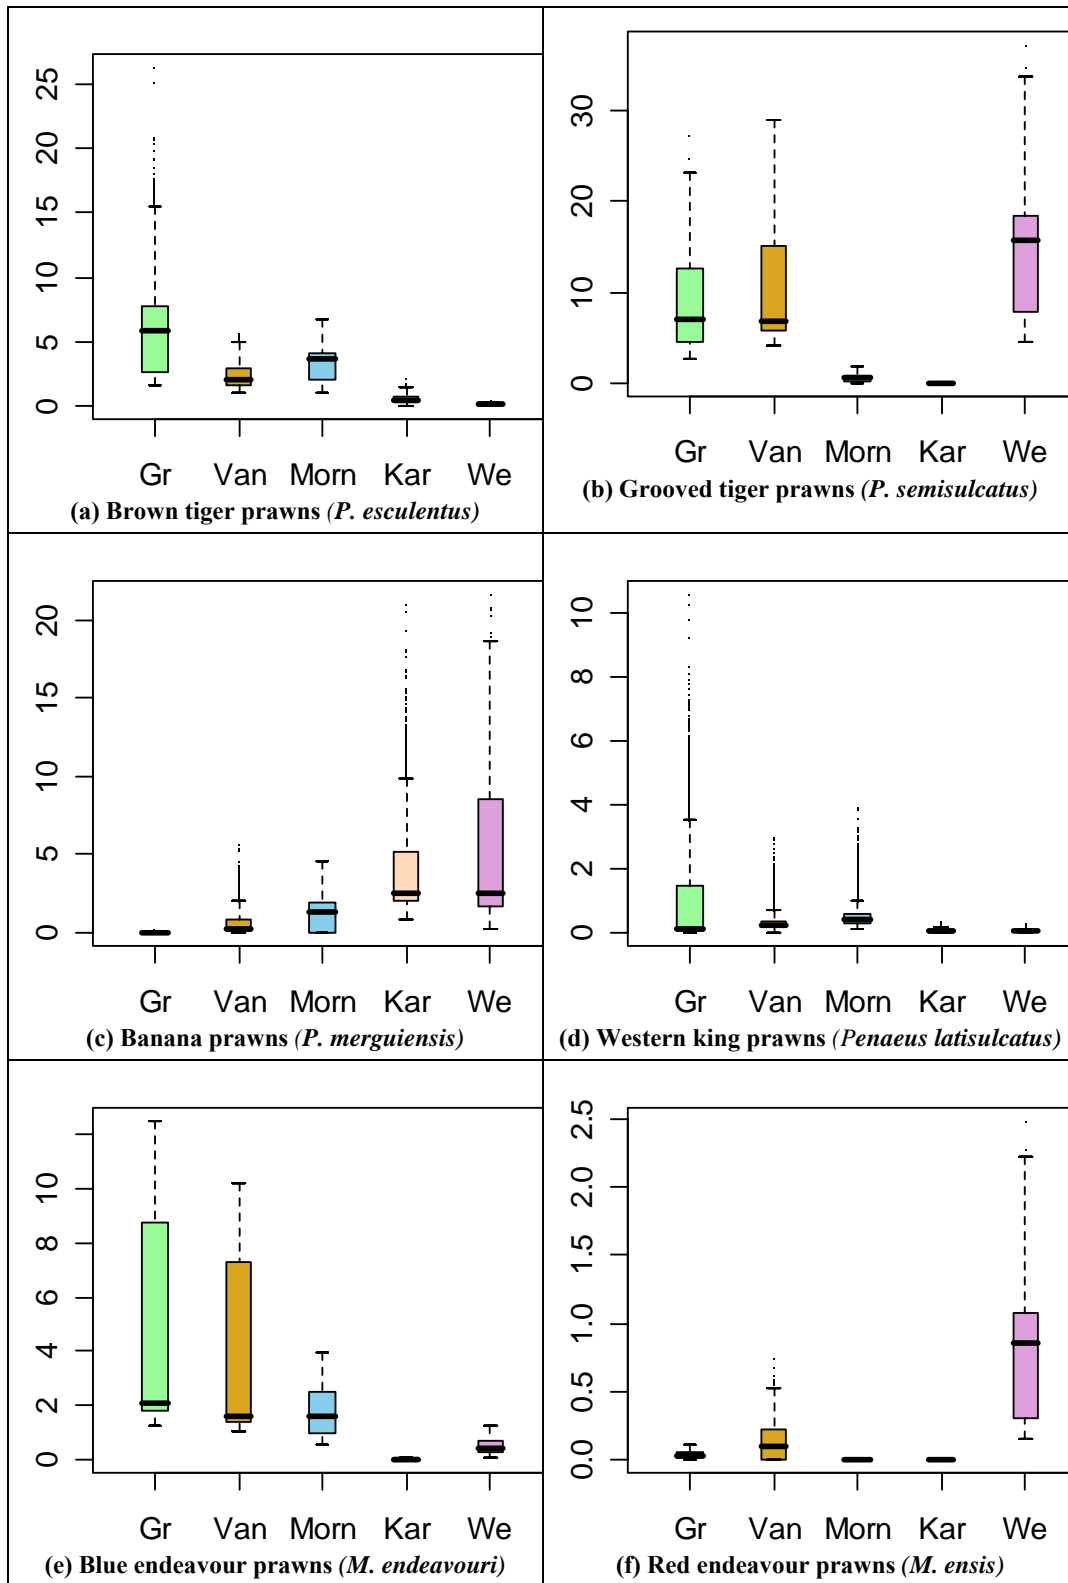 25
20
15
10
5
0
Gr Van Morn Kar We
(a) Brown tiger prawns (P. esculentus)
30
20
10
0
Gr Van Morn Kar We
(b) Grooved tiger prawns (P. semisulcatus)
20
15
10
5
0
Gr Van Morn Kar We
(c) Banana prawns (P. merguiensis)
10
8
6
4
2
0
Gr Van Morn Kar We
(d) Western king prawns (Penaeus latisulcatus)
10
8
6
4
2
0
Gr Van Morn Kar We
(e) Blue endeavour prawns (M. endeavouri)
2.5
2.0
1.5
1.0
0.5
0.0
Gr Van Morn Kar We
(f) Red endeavour prawns (M. ensis)